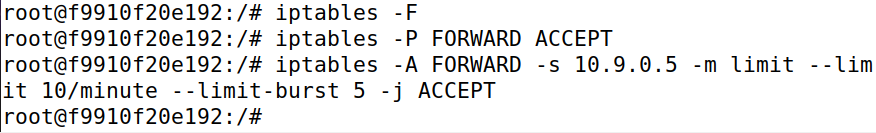 root@f9910f20e192:/# iptables -F
root@f9910f20e192:/# iptables -P FORWARD ACCEPT
root@f9910f20e192:/# iptables -A FORWARD -s 10.9.0.5 -m limit --lim
it 10/minute --limit-burst 5 -j ACCEPT
root@f9910f20e192:/#